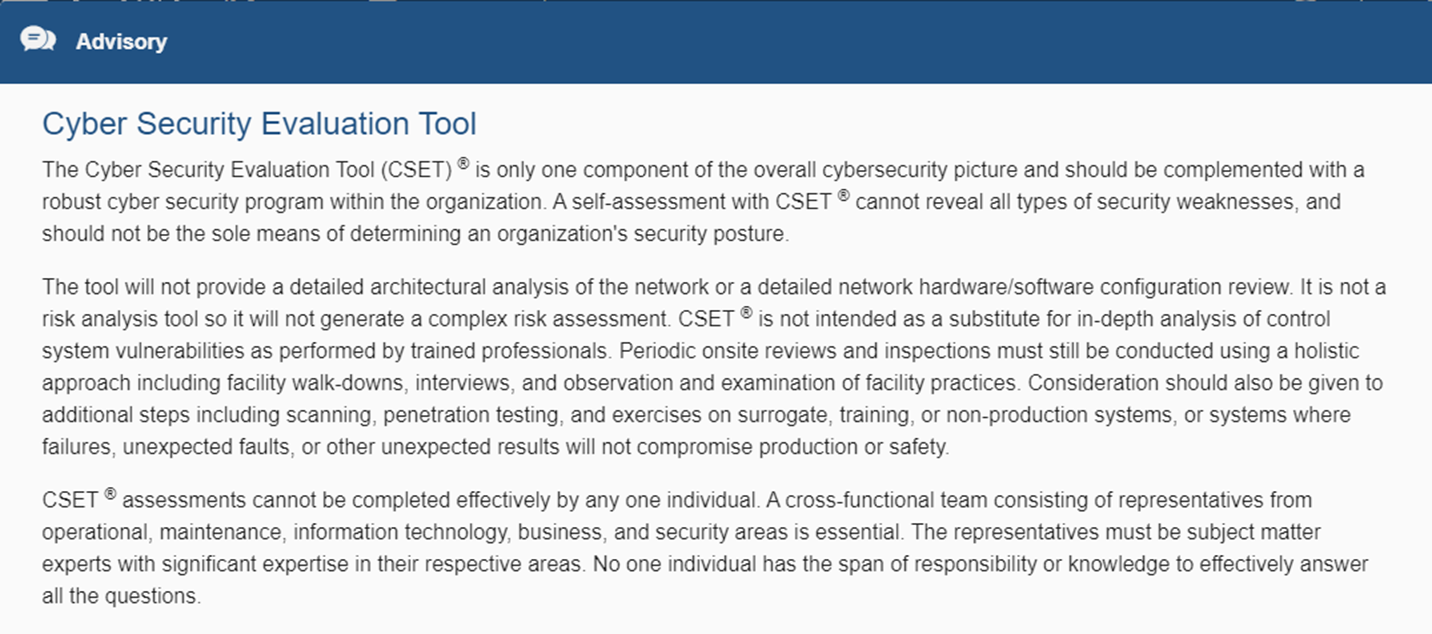 Advisory
Cyber Security Evaluation Tool
The Cyber Security Evaluation Tool (CSET) ® is only one component of the overall cybersecurity picture and should be complemented with a
robust cyber security program within the organization. A self-assessment with CSET ® cannot reveal all types of security weaknesses, and
should not be the sole means of determining an organization's security posture.
The tool will not provide a detailed architectural analysis of the network or a detailed network hardware/software configuration review. It is not a
risk analysis tool so it will not generate a complex risk assessment. CSET ® is not intended as a substitute for in-depth analysis of control
system vulnerabilities as performed by trained professionals. Periodic onsite reviews and inspections must still be conducted using a holistic
approach including facility walk-downs, interviews, and observation and examination of facility practices. Consideration should also be given to
additional steps including scanning, penetration testing, and exercises on surrogate, training, or non-production systems, or systems where
failures, unexpected faults, or other unexpected results will not compromise production or safety.
CSET ® assessments cannot be completed effectively by any one individual. A cross-functional team consisting of representatives from
operational, maintenance, information technology, business, and security areas is essential. The representatives must be subject matter
experts with significant expertise in their respective areas. No one individual has the span of responsibility or knowledge to effectively answer
all the questions.